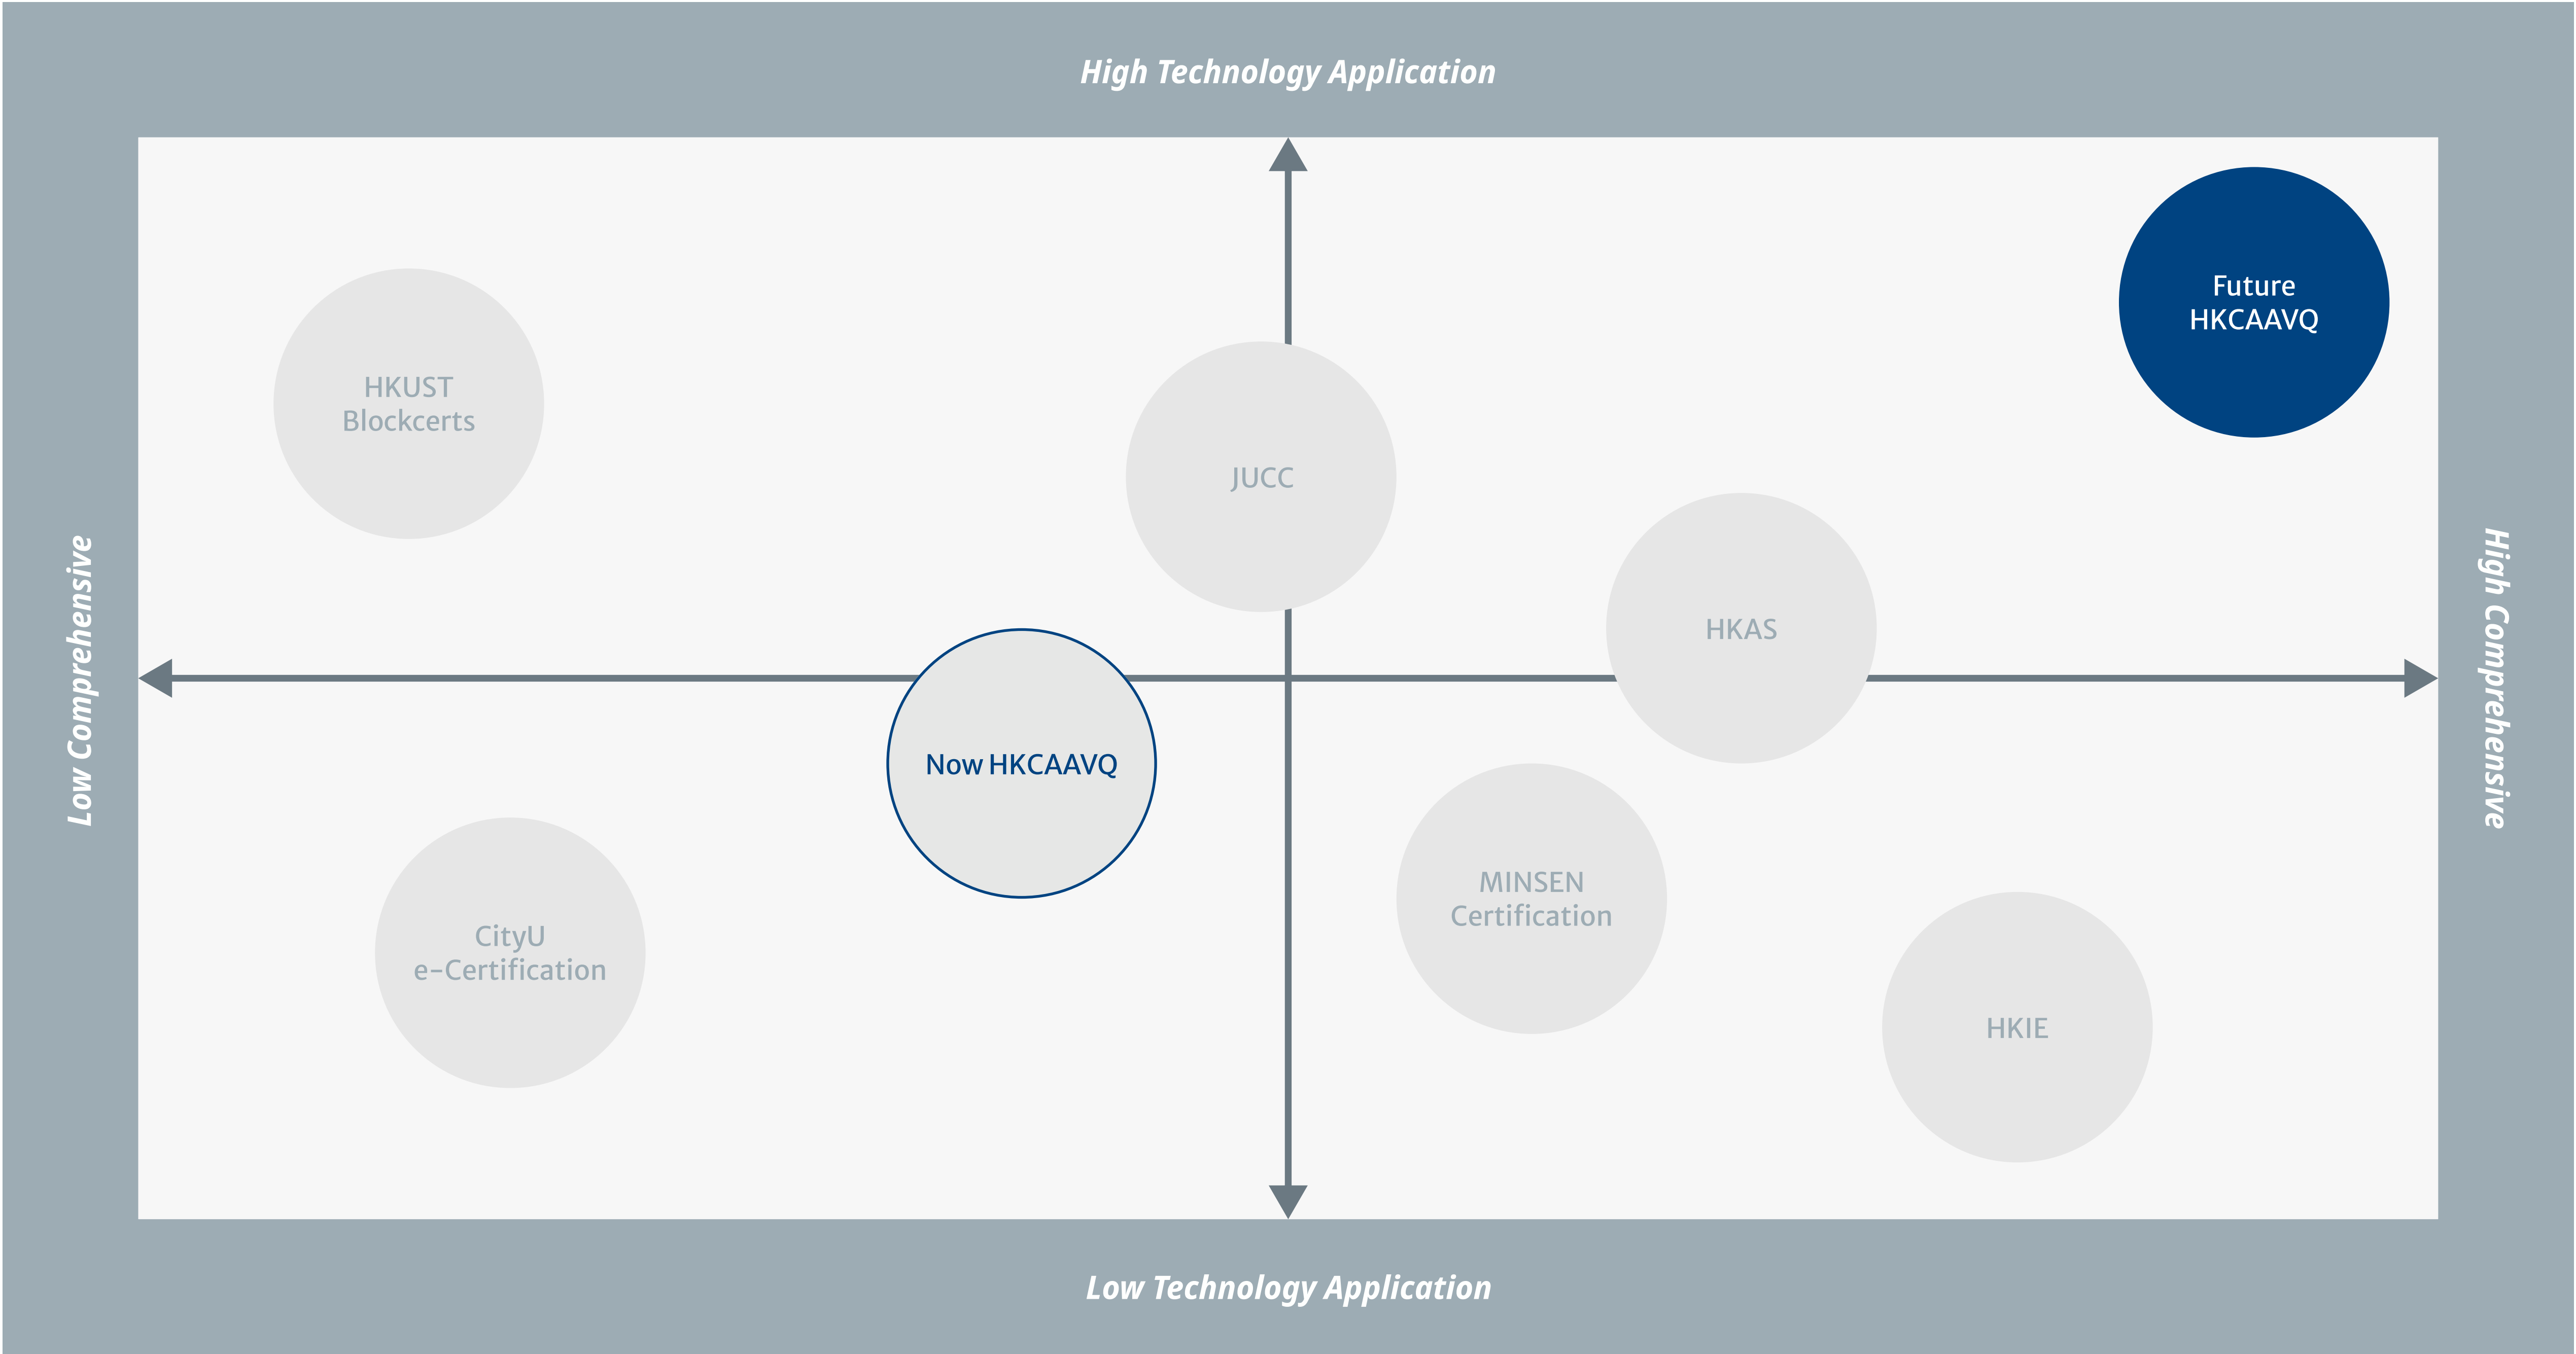 High Technology Application
Future
HKCAAVQ
HKUST
Blockcerts
JUCC
HKAS
Low Comprehensive
High Comprehensive
Now HKCAAVQ
MINSEN
Certification
CityU
e-Certification
HKIE
Low Technology Application